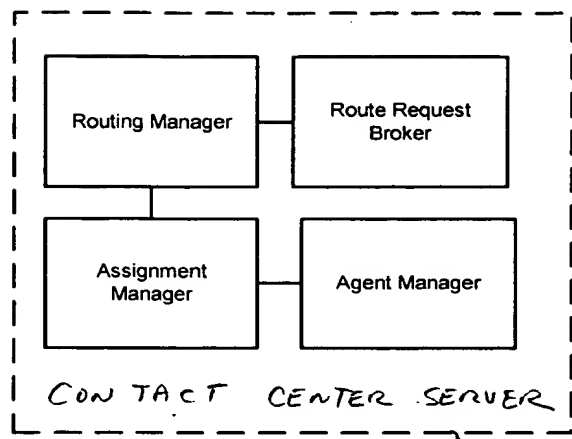 Routing Manager
Route Request
Broker
Assignment
Manager
Agent Manager
CONTACT CENTER SERVER